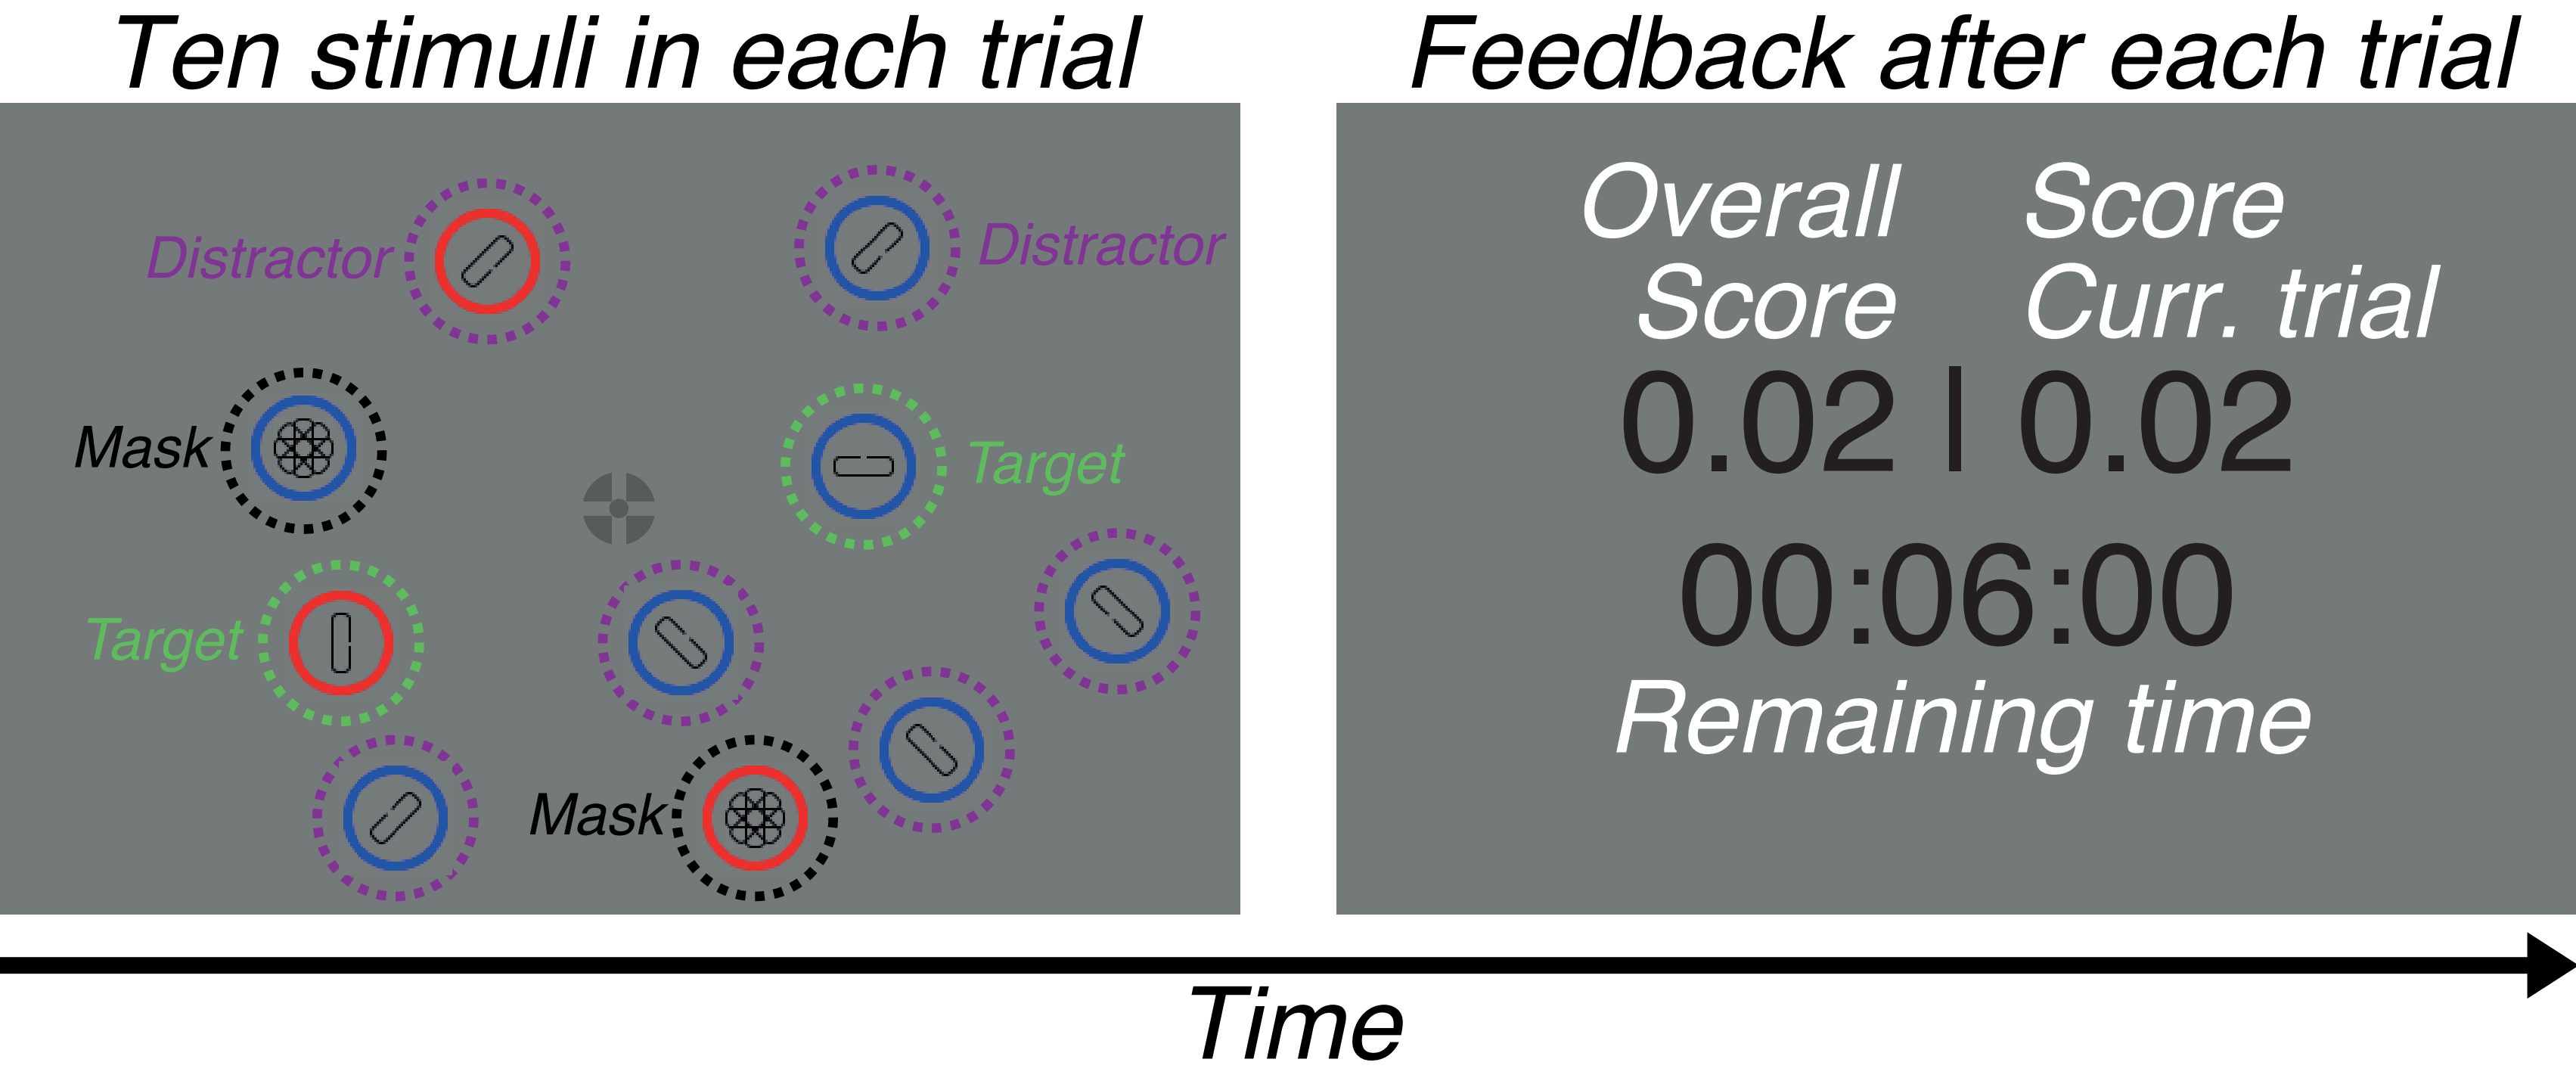 Ten stimuli in each trial
Distractor
Distractor
Mask
Target
Target
Mask
Feedback after each trial
Overall Score
Score Curr. trial
0.02 | 0.02
00:06:00
Remaining time
Time